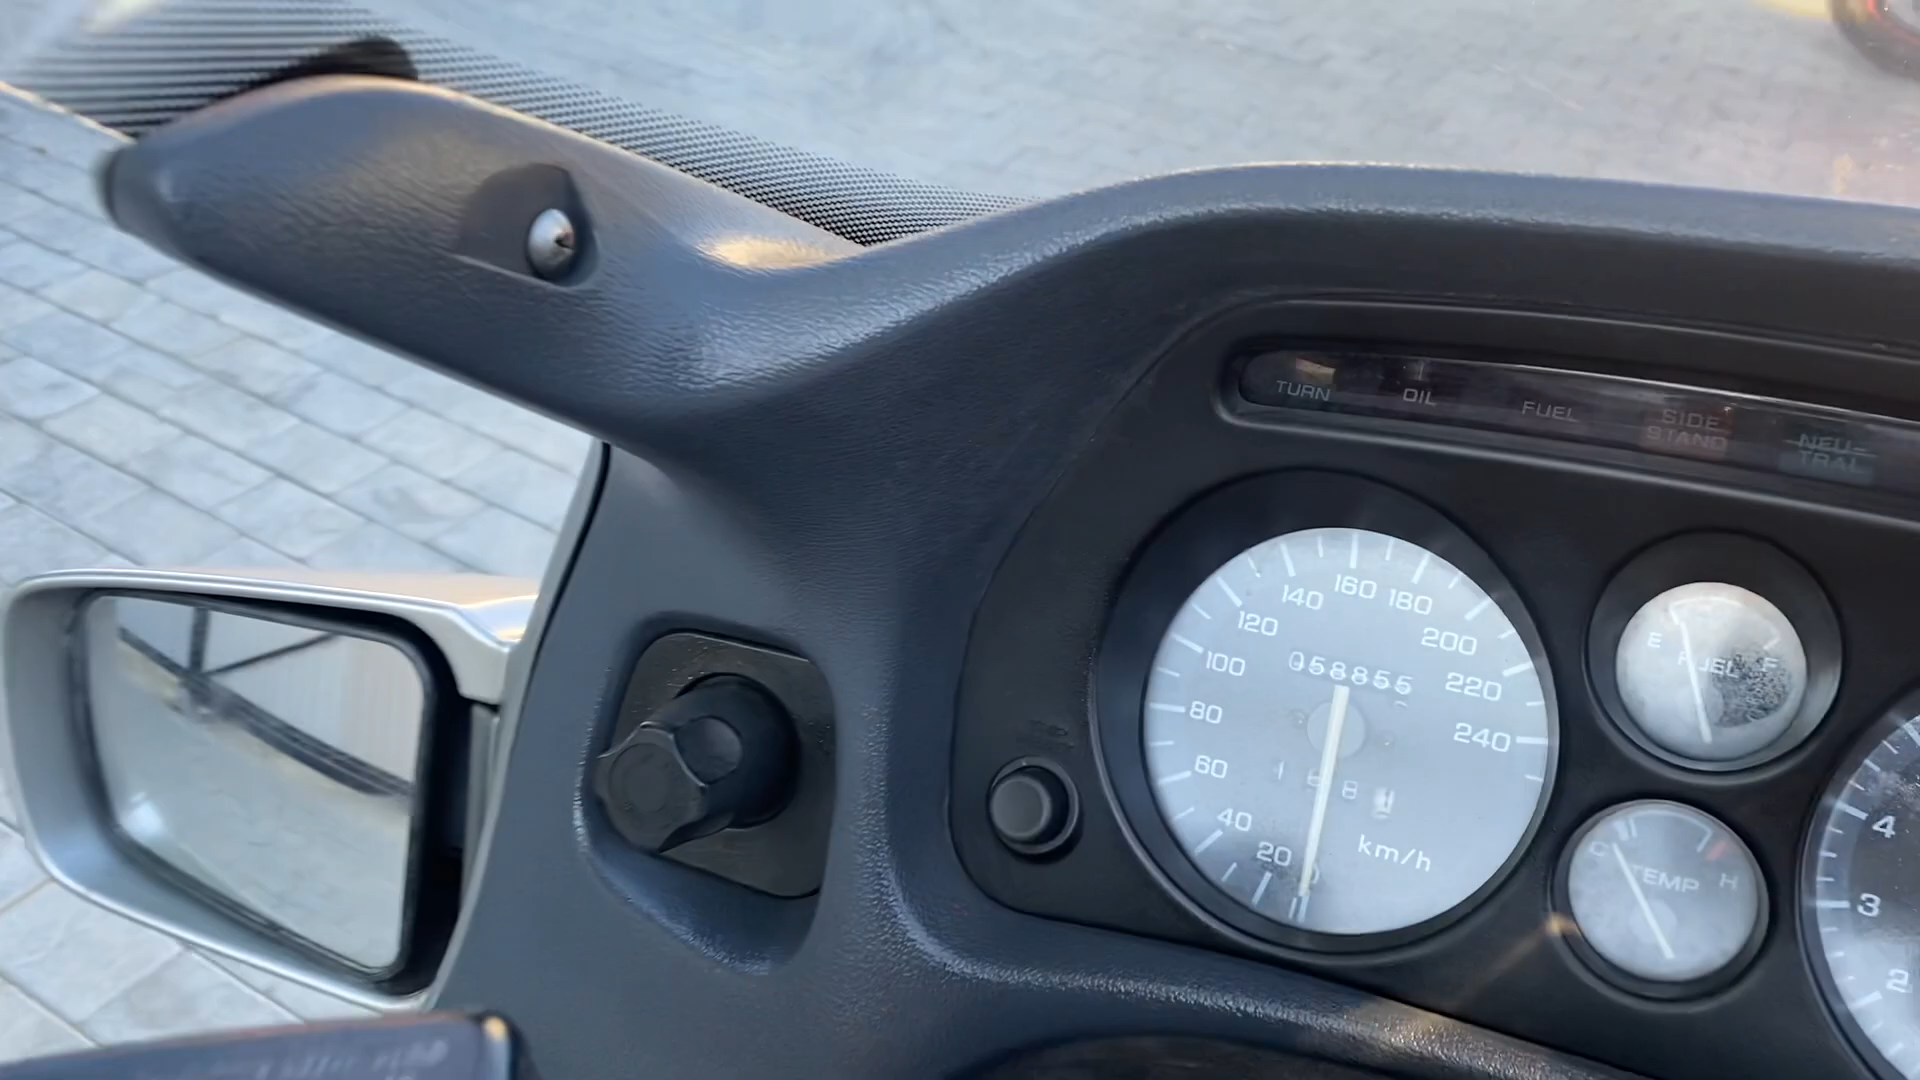 TURN
OIL
FUEL
SIDE
STAND
NEU-
TRAL
160
180
140
120
200
100
058855
220
80
240
60
40
km/h
20
0
E
FUEL
F
C
TEMP
H
4
3
2